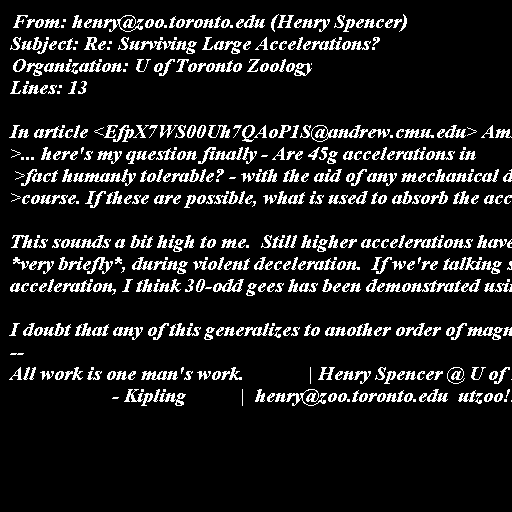 From: henry@zoo.toronto.edu (Henry Spencer)
Subject: Re: Surviving Large Accelerations?
Organization: U of Toronto Zoology
Lines: 13

In article <EfpX7WS00Uh7QAoP1S@andrew.cmu.edu> Am
>... here's my question finally - Are 45g accelerations in
>fact humanly tolerable? - with the aid of any mechanical d
>course. If these are possible, what is used to absorb the acc

This sounds a bit high to me.  Still higher accelerations have
*very briefly*, during violent deceleration.  If we're talking s
acceleration, I think 30-odd gees has been demonstrated usi

I doubt that any of this generalizes to another order of magn
--
All work is one man's work.             | Henry Spencer @ U of
                    - Kipling           |  henry@zoo.toronto.edu  utzoo!